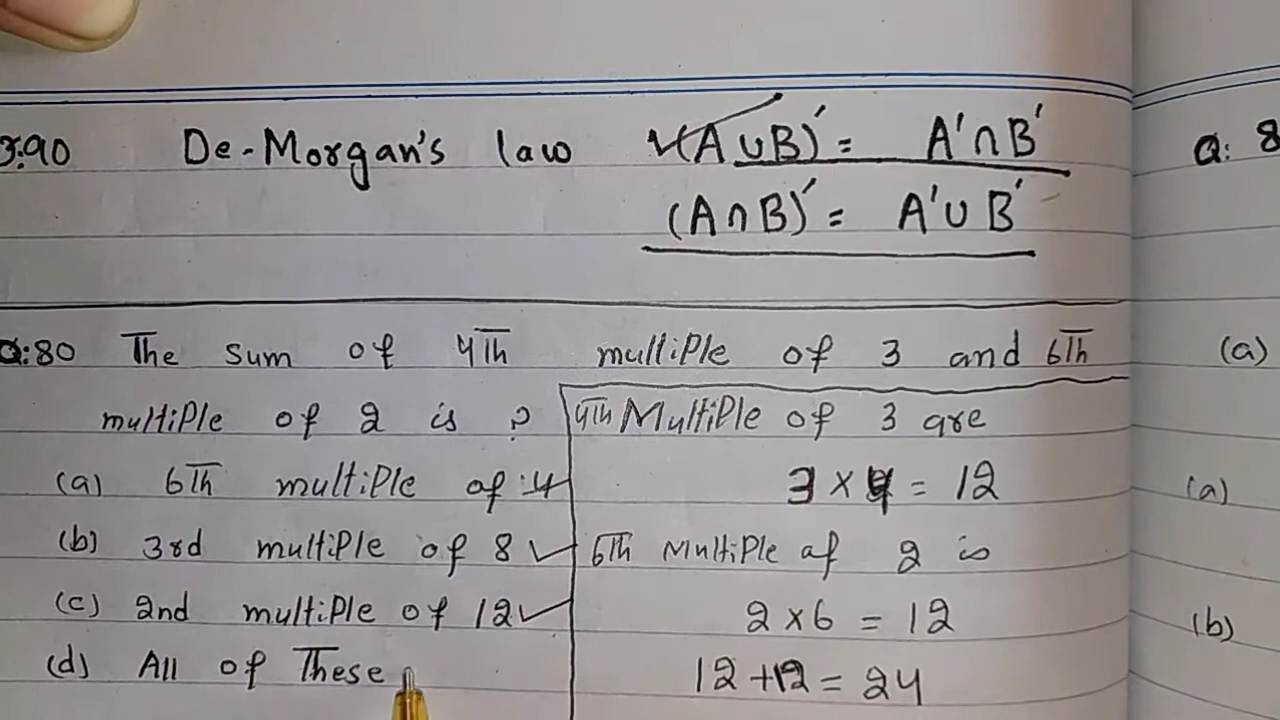 De-Morgan's law (A∪B)′ = A′∩B′
(A∩B)′ = A′∪B′
Q:80 The sum of 4Th multiple of 3 and 6Th
multiple of 2 is ?
(a) 6Th multiple of 4
(b) 3rd multiple of 8
(c) 2nd multiple of 12
(d) All of These
4th Multiple of 3 are
3 × 4 = 12
6Th Multiple of 2 is
2 × 6 = 12
12 + 12 = 24
Q: 8
(a)
(a)
(b)